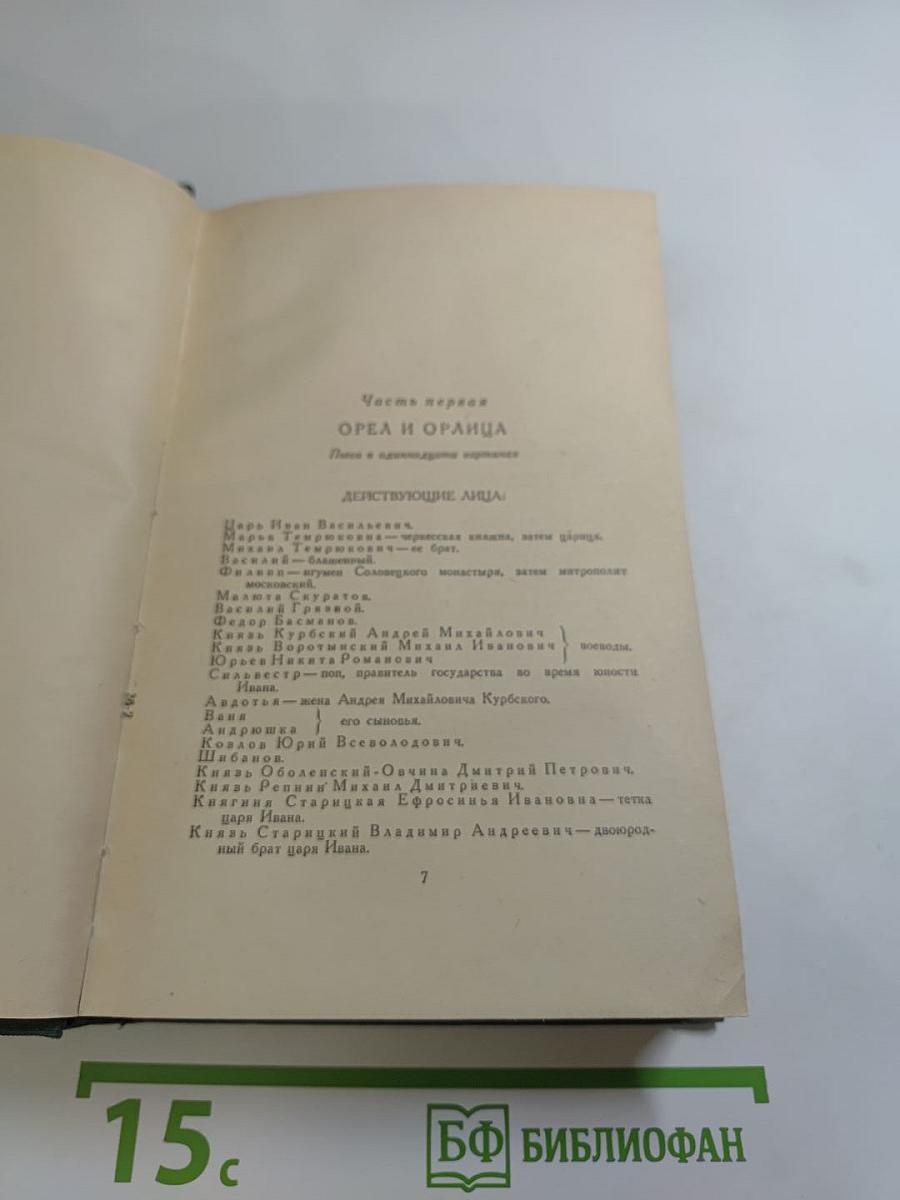 Часть первая
ОРЕЛ И ОРЛИЦА
Пьеса в одиннадцати картинах
ДЕЙСТВУЮЩИЕ ЛИЦА:
Царь Иван Васильевич.
Марья Темрюковна — черкесская княжна, затем царица.
Михаил Темрюкович — ее брат.
Василий — блаженный.
Филипп — игумен Соловецкого монастыря, затем митрополит
московский.
Малюта Скуратов.
Василий Грязной.
Федор Басманов.
Князь Курбский Андрей Михайлович
Князь Воротынский Михаил Иванович } воеводы.
Юрьев Никита Романович
Сильвестр — поп, правитель государства во время юности
Ивана.
Авдотья — жена Андрея Михайловича Курбского.
Ваня
Андрюшка } его сыновья.
Козлов Юрий Всеволодович.
Шибанов.
Князь Оболенский-Овчина Дмитрий Петрович.
Князь Репнин Михаил Дмитриевич.
Княгиня Старицкая Ефросинья Ивановна — тетка
царя Ивана.
Князь Старицкий Владимир Андреевич — двоюрод-
ный брат царя Ивана.
7
15 с
БФ БИБЛИОФАН